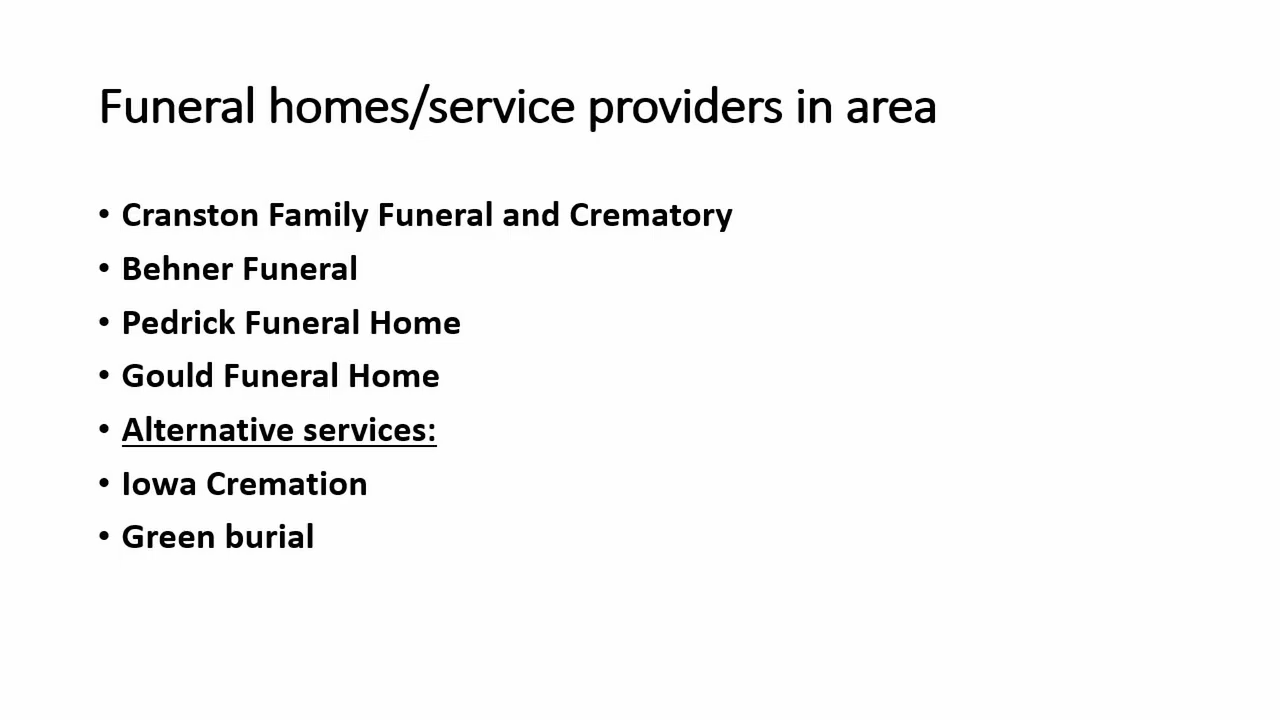 Funeral homes/service providers in area
• Cranston Family Funeral and Crematory
• Behner Funeral
• Pedrick Funeral Home
• Gould Funeral Home
• Alternative services:
• Iowa Cremation
• Green burial